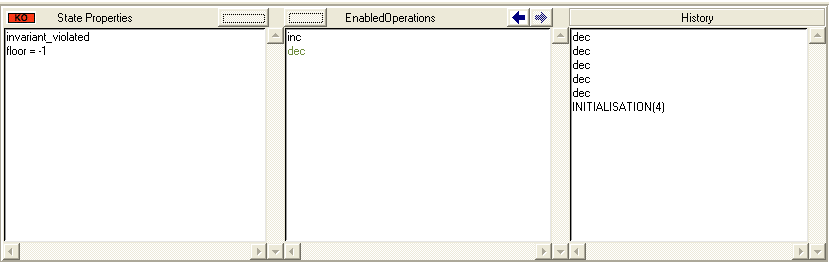 KO State Properties EnabledOperations History
invariant_violated
floor = -1
inc
dec
dec
dec
dec
dec
dec
INITIALISATION(4)